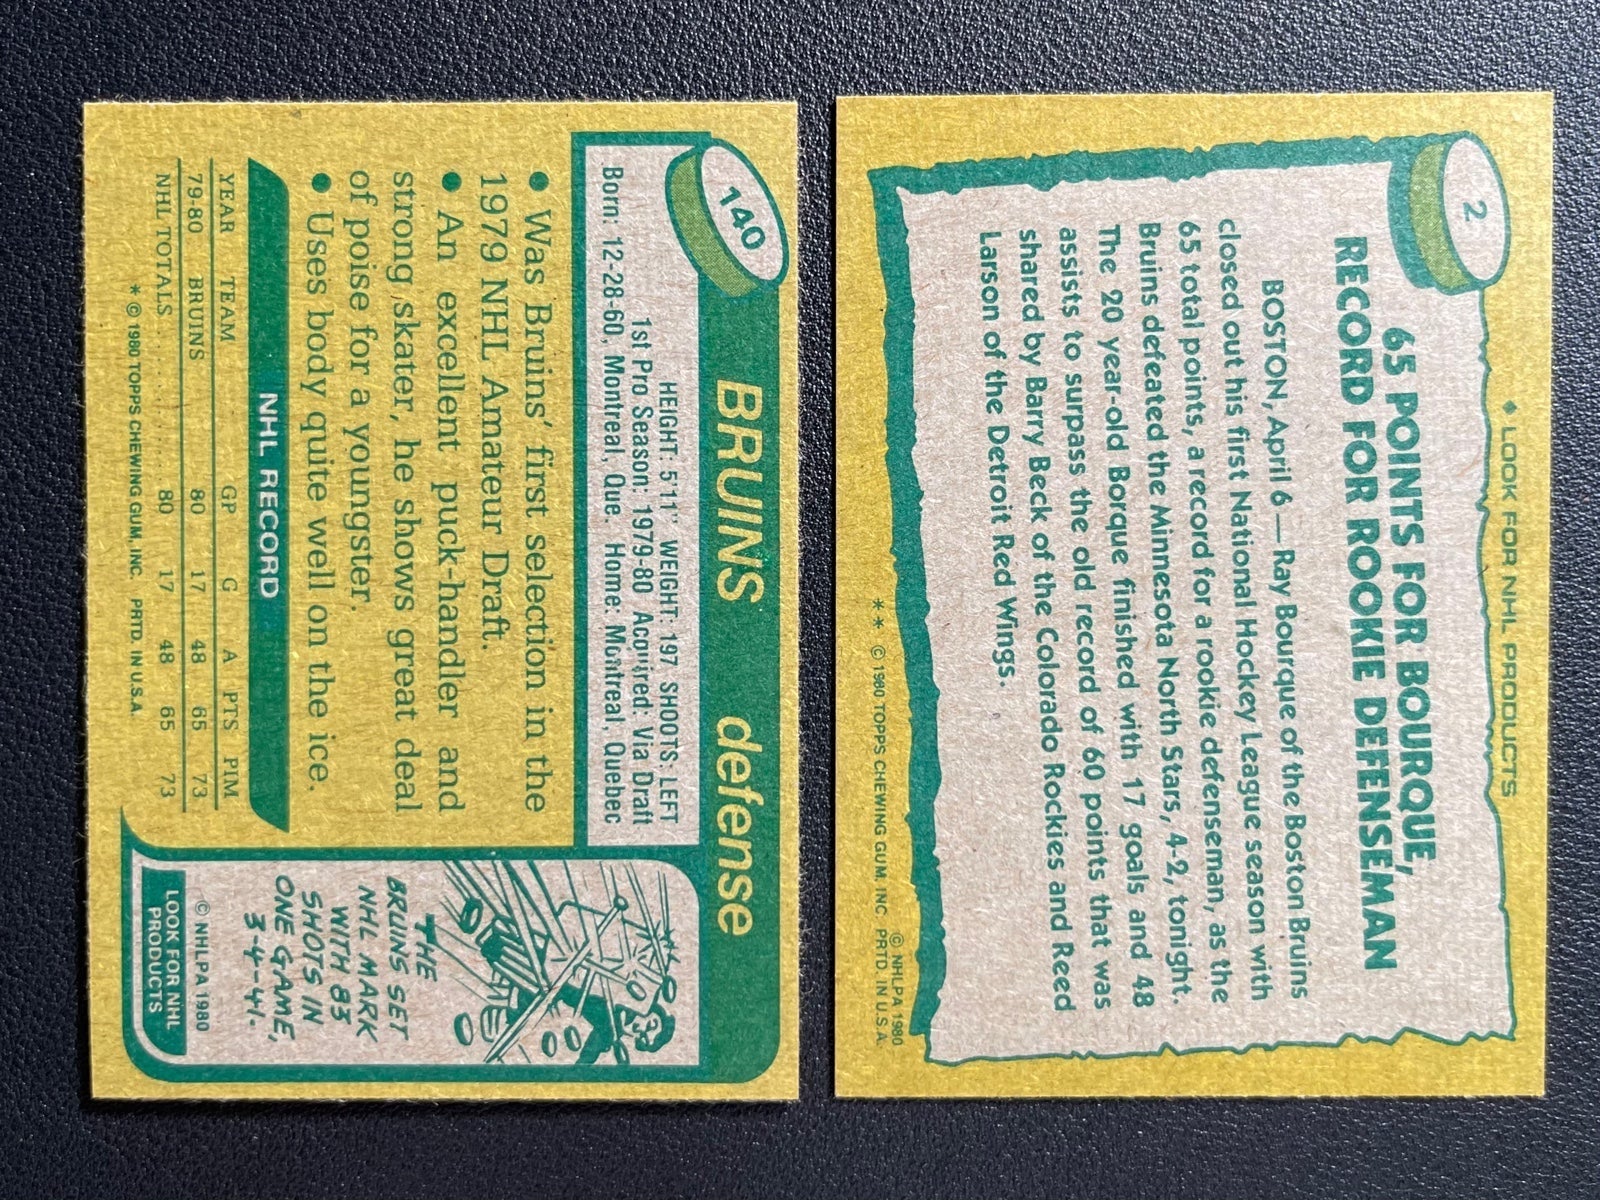 140
BRUINS defense
HEIGHT: 5'11" WEIGHT: 197 SHOOTS: LEFT
1st Pro Season: 1979-80 Acquired: Via Draft
Born: 12-28-60, Montreal, Que. Home: Montreal, Quebec
● Was Bruins' first selection in the
1979 NHL Amateur Draft.
● An excellent puck-handler and
strong skater, he shows great deal
of poise for a youngster.
● Uses body quite well on the ice.
NHL RECORD
YEAR TEAM GP G A PTS PIM
79-80 BRUINS 80 17 48 65 73
NHL TOTALS 80 17 48 65 73
* © 1980 TOPPS CHEWING GUM, INC. PRTD. IN U.S.A.
THE
BRUINS SET
NHL MARK
WITH 83
SHOTS IN
ONE GAME,
3-4-41.
© NHLPA 1980
LOOK FOR NHL
PRODUCTS
2
● LOOK FOR NHL PRODUCTS
65 POINTS FOR BOURQUE,
RECORD FOR ROOKIE DEFENSEMAN
BOSTON, April 6 — Ray Bourque of the Boston Bruins
closed out his first National Hockey League season with
65 total points, a record for a rookie defenseman, as the
Bruins defeated the Minnesota North Stars, 4-2, tonight.
The 20 year-old Borque finished with 17 goals and 48
assists to surpass the old record of 60 points that was
shared by Barry Beck of the Colorado Rockies and Reed
Larson of the Detroit Red Wings.
© NHLPA 1980
* * © 1980 TOPPS CHEWING GUM, INC PRTD. IN U.S.A.